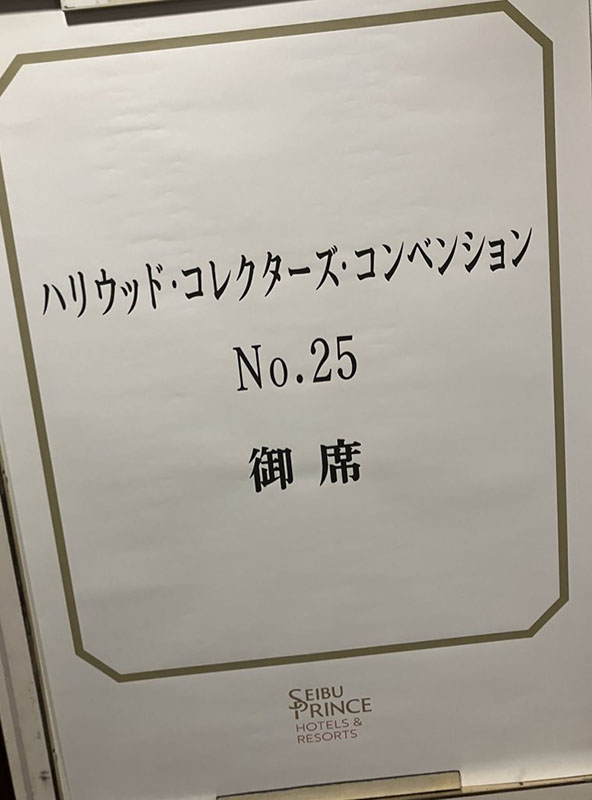 ハリウッド・コレクターズ・コンベンション
No.25
御席
SEIBU
PRINCE
HOTELS &
RESORTS